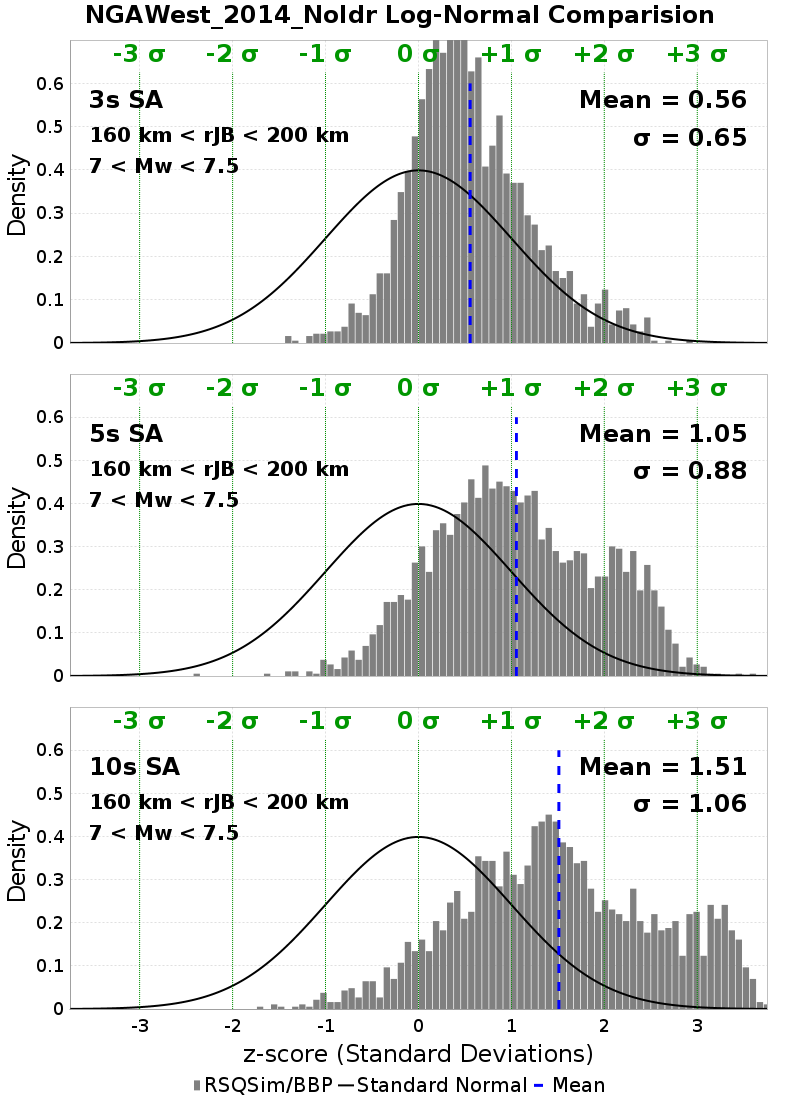 NGAWest_2014_NoIdr Log-Normal Comparision
-3 σ -2 σ -1 σ 0 σ +1 σ +2 σ +3 σ
3s SA
160 km < rJB < 200 km
7 < Mw < 7.5
Mean = 0.56
σ = 0.65
Density
0.6
0.5
0.4
0.3
0.2
0.1
0
-3 σ -2 σ -1 σ 0 σ +1 σ +2 σ +3 σ
5s SA
160 km < rJB < 200 km
7 < Mw < 7.5
Mean = 1.05
σ = 0.88
Density
0.6
0.5
0.4
0.3
0.2
0.1
0
-3 σ -2 σ -1 σ 0 σ +1 σ +2 σ +3 σ
10s SA
160 km < rJB < 200 km
7 < Mw < 7.5
Mean = 1.51
σ = 1.06
Density
0.6
0.5
0.4
0.3
0.2
0.1
0
-3 -2 -1 0 1 2 3
z-score (Standard Deviations)
RSQSim/BBP Standard Normal Mean